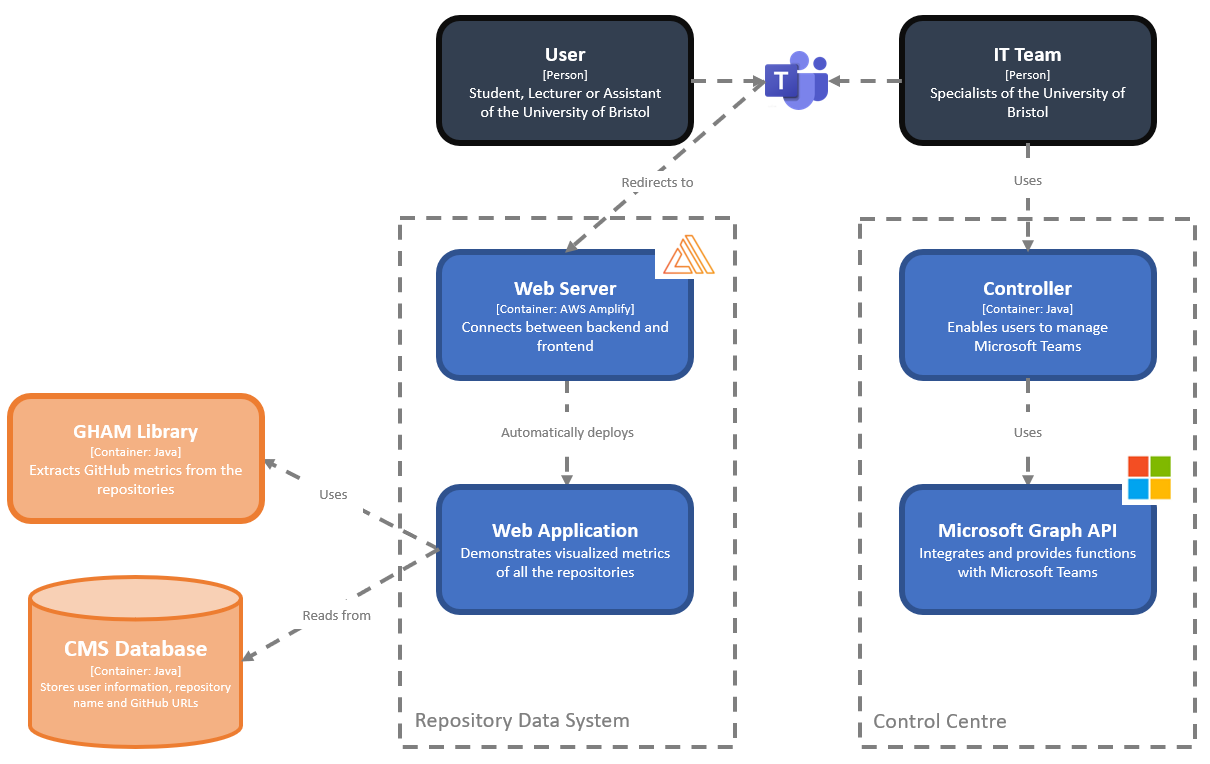 User
[Person]
Student, Lecturer or Assistant
of the University of Bristol
T
IT Team
[Person]
Specialists of the University of
Bristol
Redirects to
Uses
Web Server
[Container: AWS Amplify]
Connects between backend and
frontend
Controller
[Container: Java]
Enables users to manage
Microsoft Teams
Automatically deploys
Uses
GHAM Library
[Container: Java]
Extracts GitHub metrics from the
repositories
Uses
Web Application
Demonstrates visualized metrics
of all the repositories
Microsoft Graph API
Integrates and provides functions
with Microsoft Teams
Reads from
CMS Database
[Container: Java]
Stores user information, repository
name and GitHub URLs
Repository Data System
Control Centre